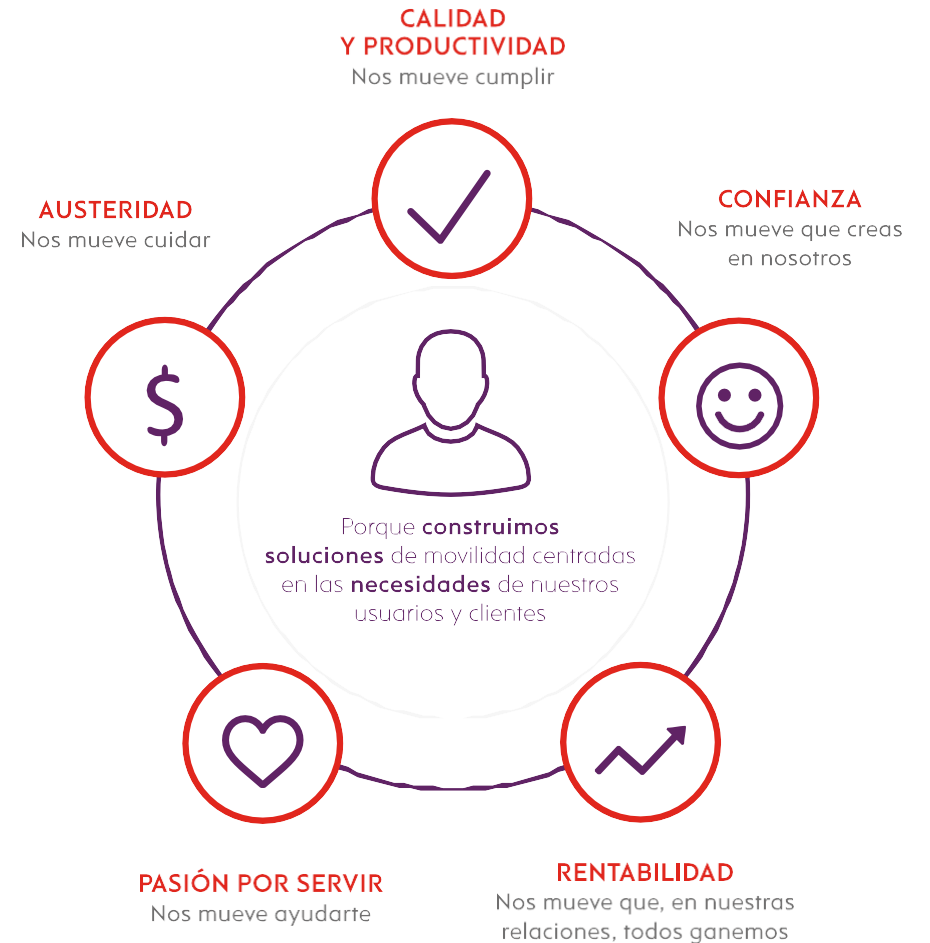 CALIDAD
Y PRODUCTIVIDAD
Nos mueve cumplir
AUSTERIDAD
Nos mueve cuidar
CONFIANZA
Nos mueve que creas
en nosotros
$
Porque construimos
soluciones de movilidad centradas
en las necesidades de nuestros
usuarios y clientes
PASIÓN POR SERVIR
Nos mueve ayudarte
RENTABILIDAD
Nos mueve que, en nuestras
relaciones, todos ganemos